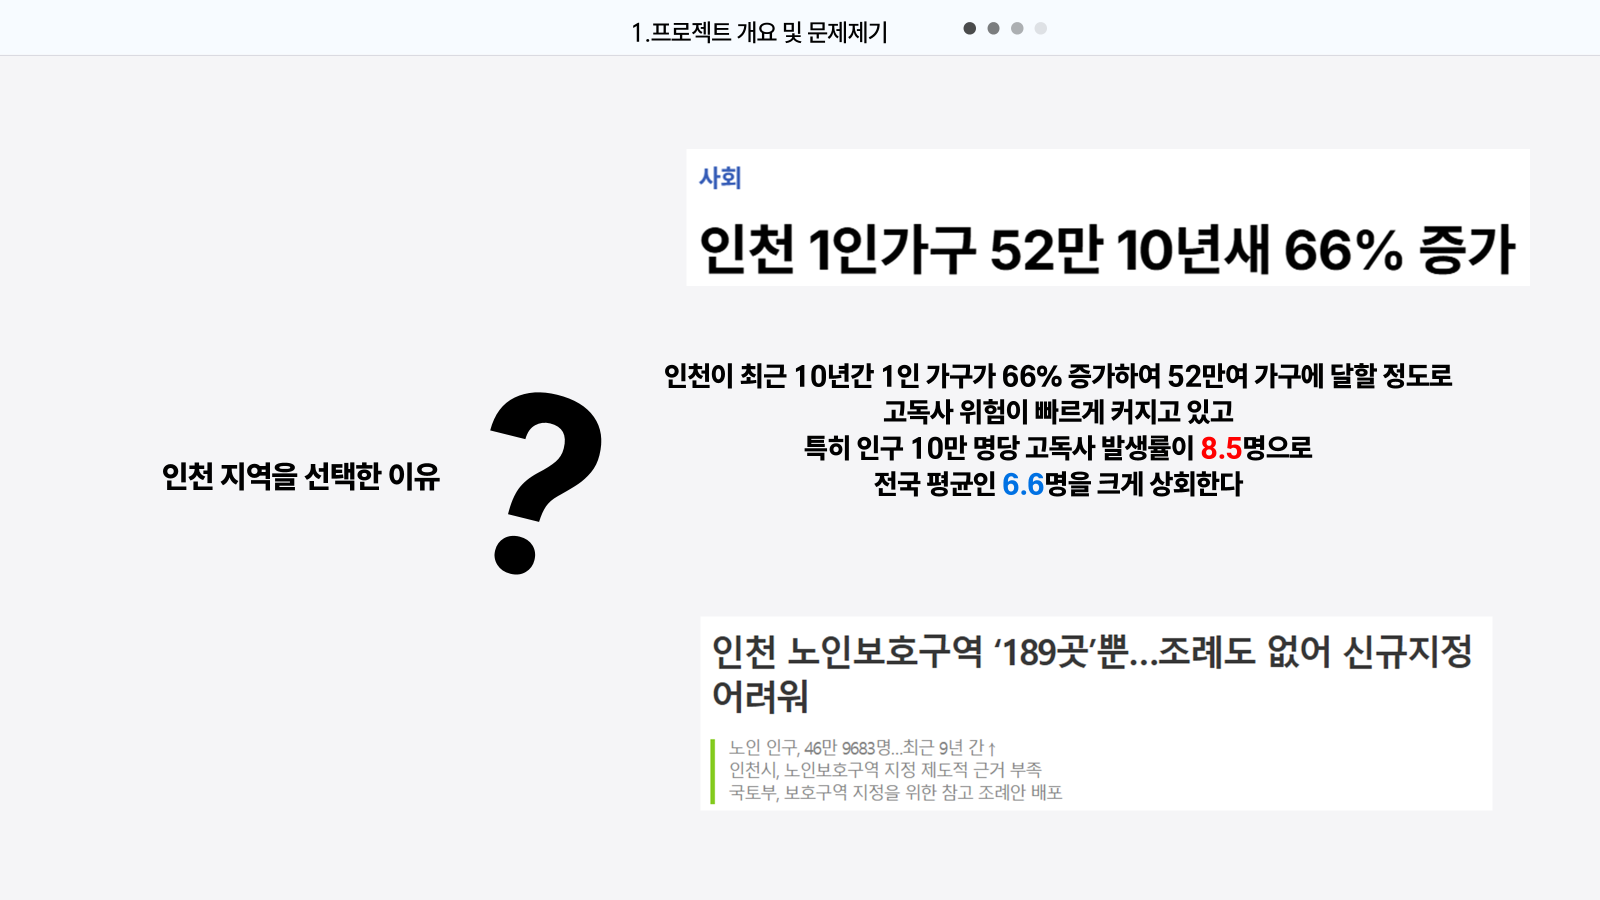 1.프로젝트 개요 및 문제제기
인천 지역을 선택한 이유
?
사회
인천 1인가구 52만 10년새 66% 증가
인천이 최근 10년간 1인 가구가 66% 증가하여 52만여 가구에 달할 정도로
고독사 위험이 빠르게 커지고 있고
특히 인구 10만 명당 고독사 발생률이 8.5명으로
전국 평균인 6.6명을 크게 상회한다
인천 노인보호구역 ‘189곳’뿐…조례도 없어 신규지정
어려워
노인 인구, 46만 9683명…최근 9년 간↑
인천시, 노인보호구역 지정 제도적 근거 부족
국토부, 보호구역 지정을 위한 참고 조례안 배포